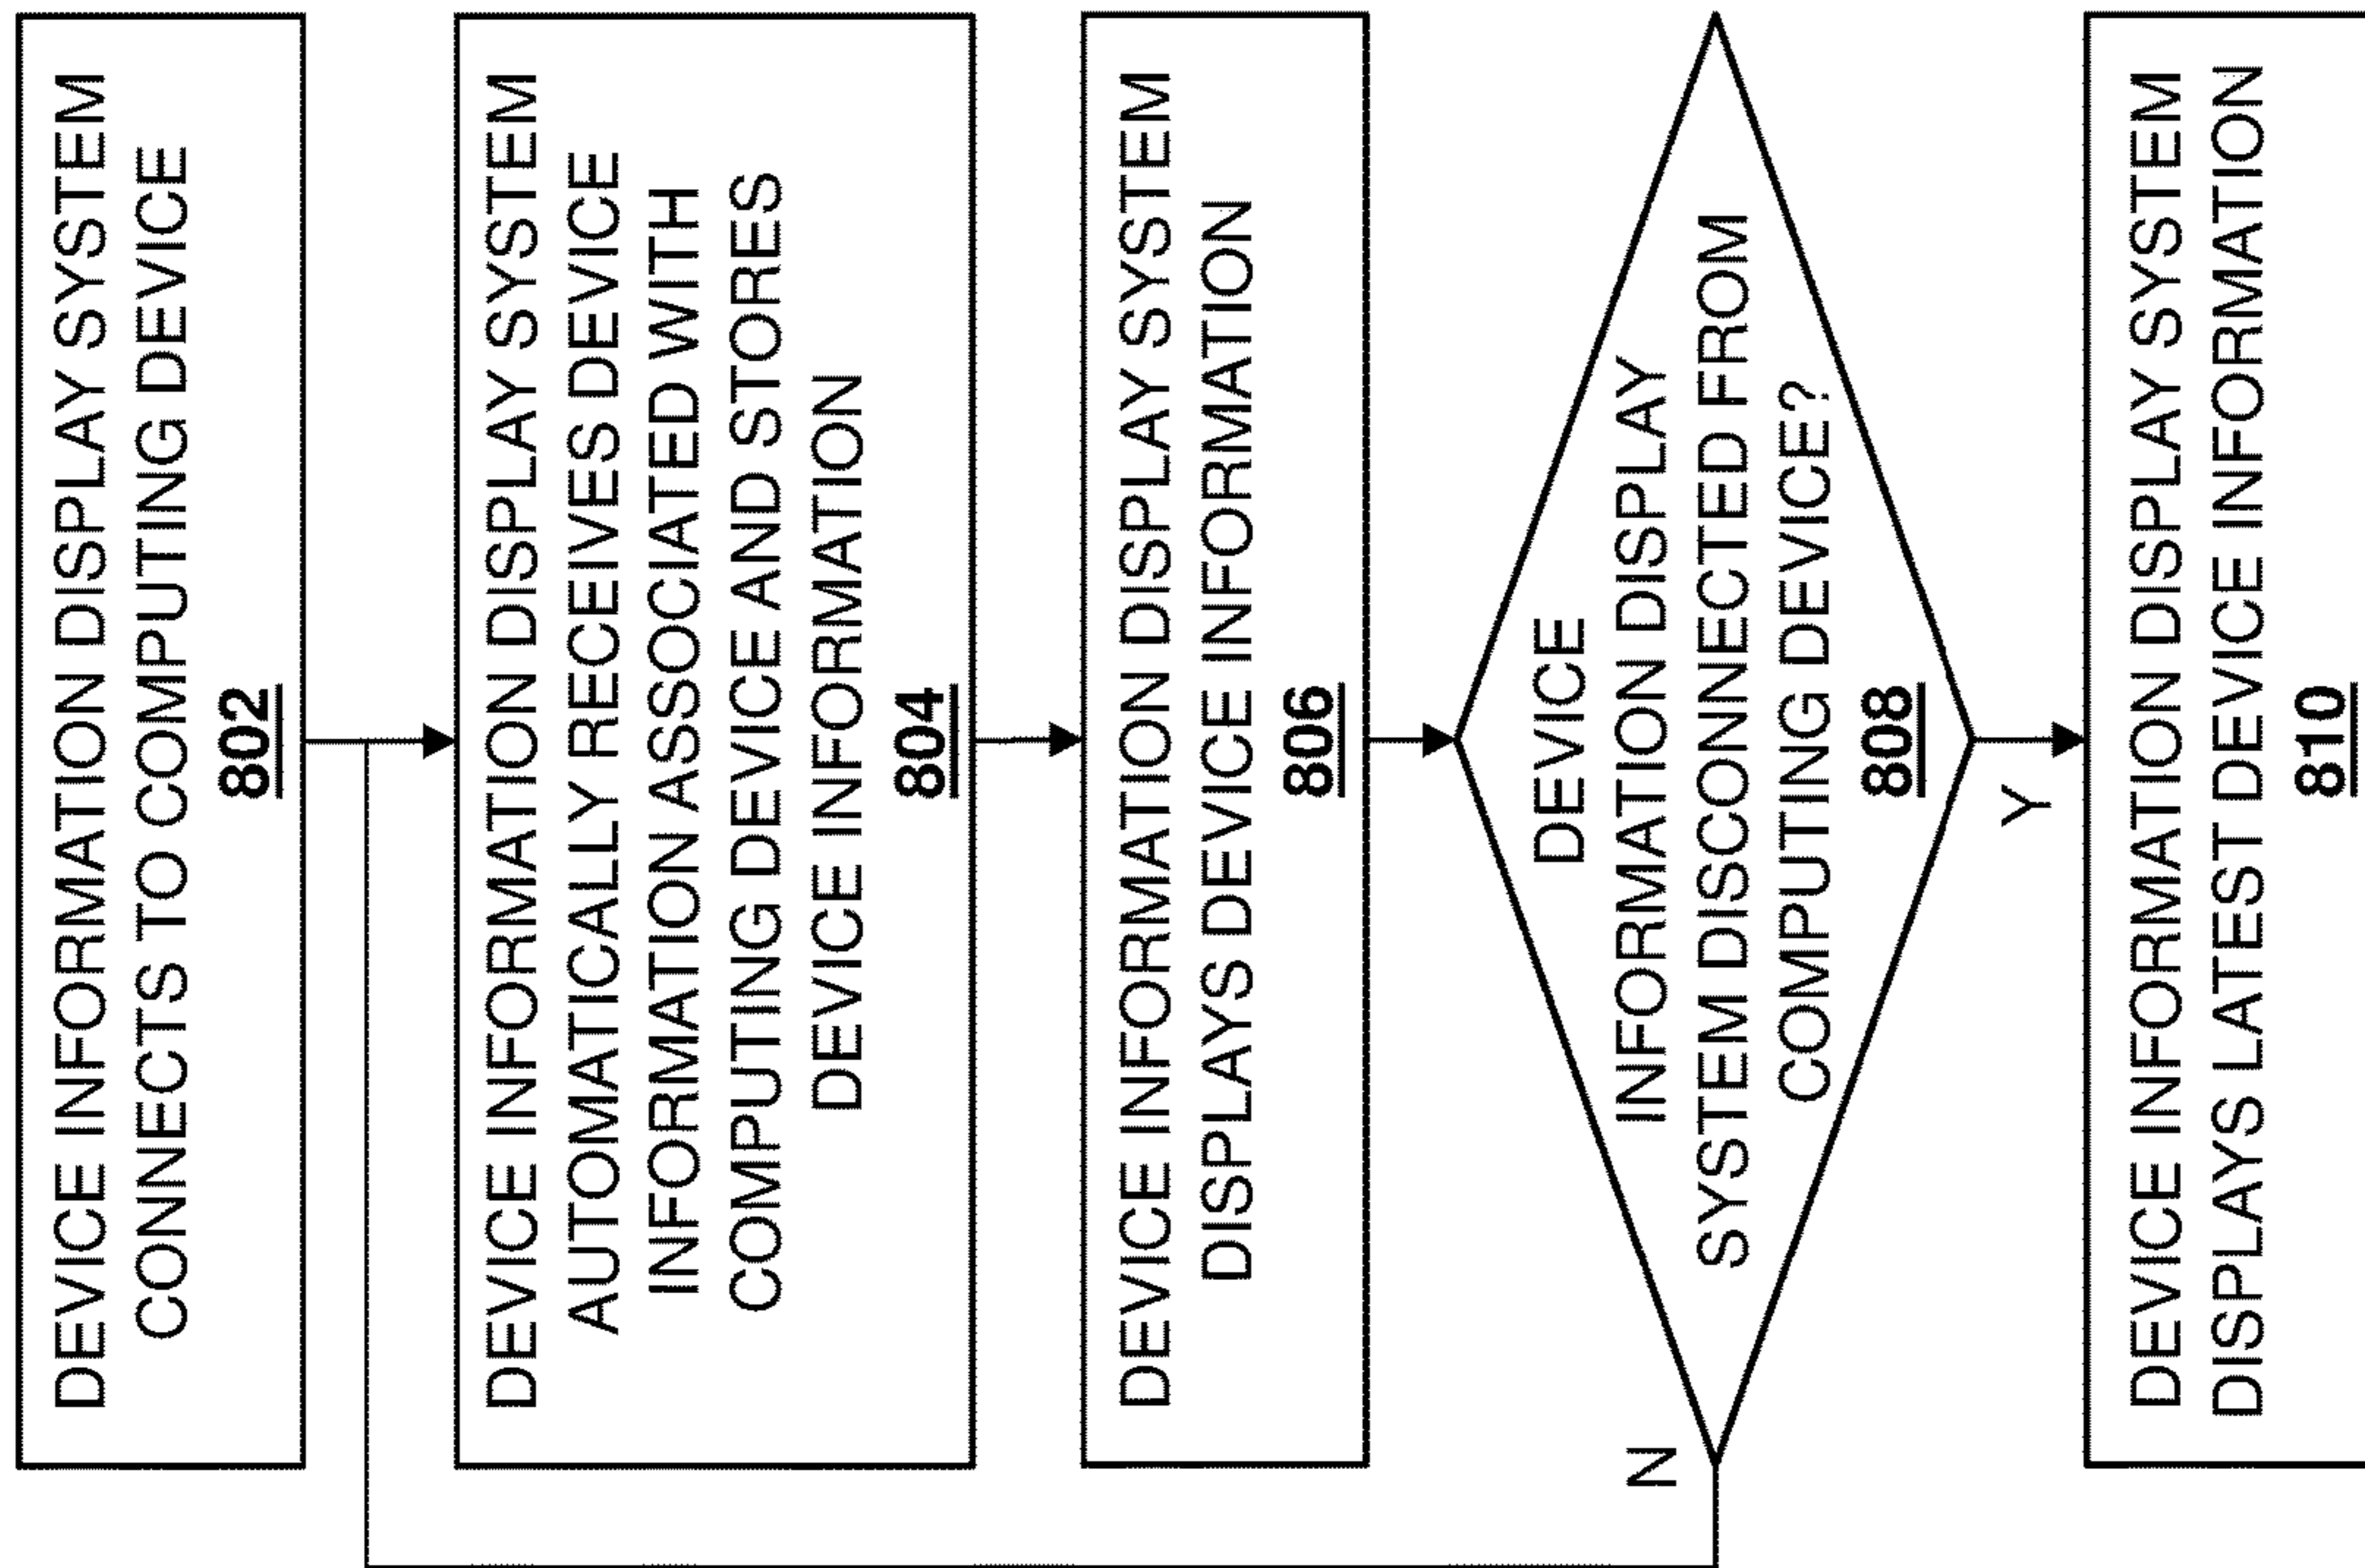 DEVICE INFORMATION DISPLAY SYSTEM
CONNECTS TO COMPUTING DEVICE
802
DEVICE INFORMATION DISPLAY SYSTEM
AUTOMATICALLY RECEIVES DEVICE
INFORMATION ASSOCIATED WITH
COMPUTING DEVICE AND STORES
DEVICE INFORMATION
804
DEVICE INFORMATION DISPLAY SYSTEM
DISPLAYS DEVICE INFORMATION
806
DEVICE
INFORMATION DISPLAY
SYSTEM DISCONNECTED FROM
COMPUTING DEVICE?
808
N
Y
DEVICE INFORMATION DISPLAY SYSTEM
DISPLAYS LATEST DEVICE INFORMATION
810